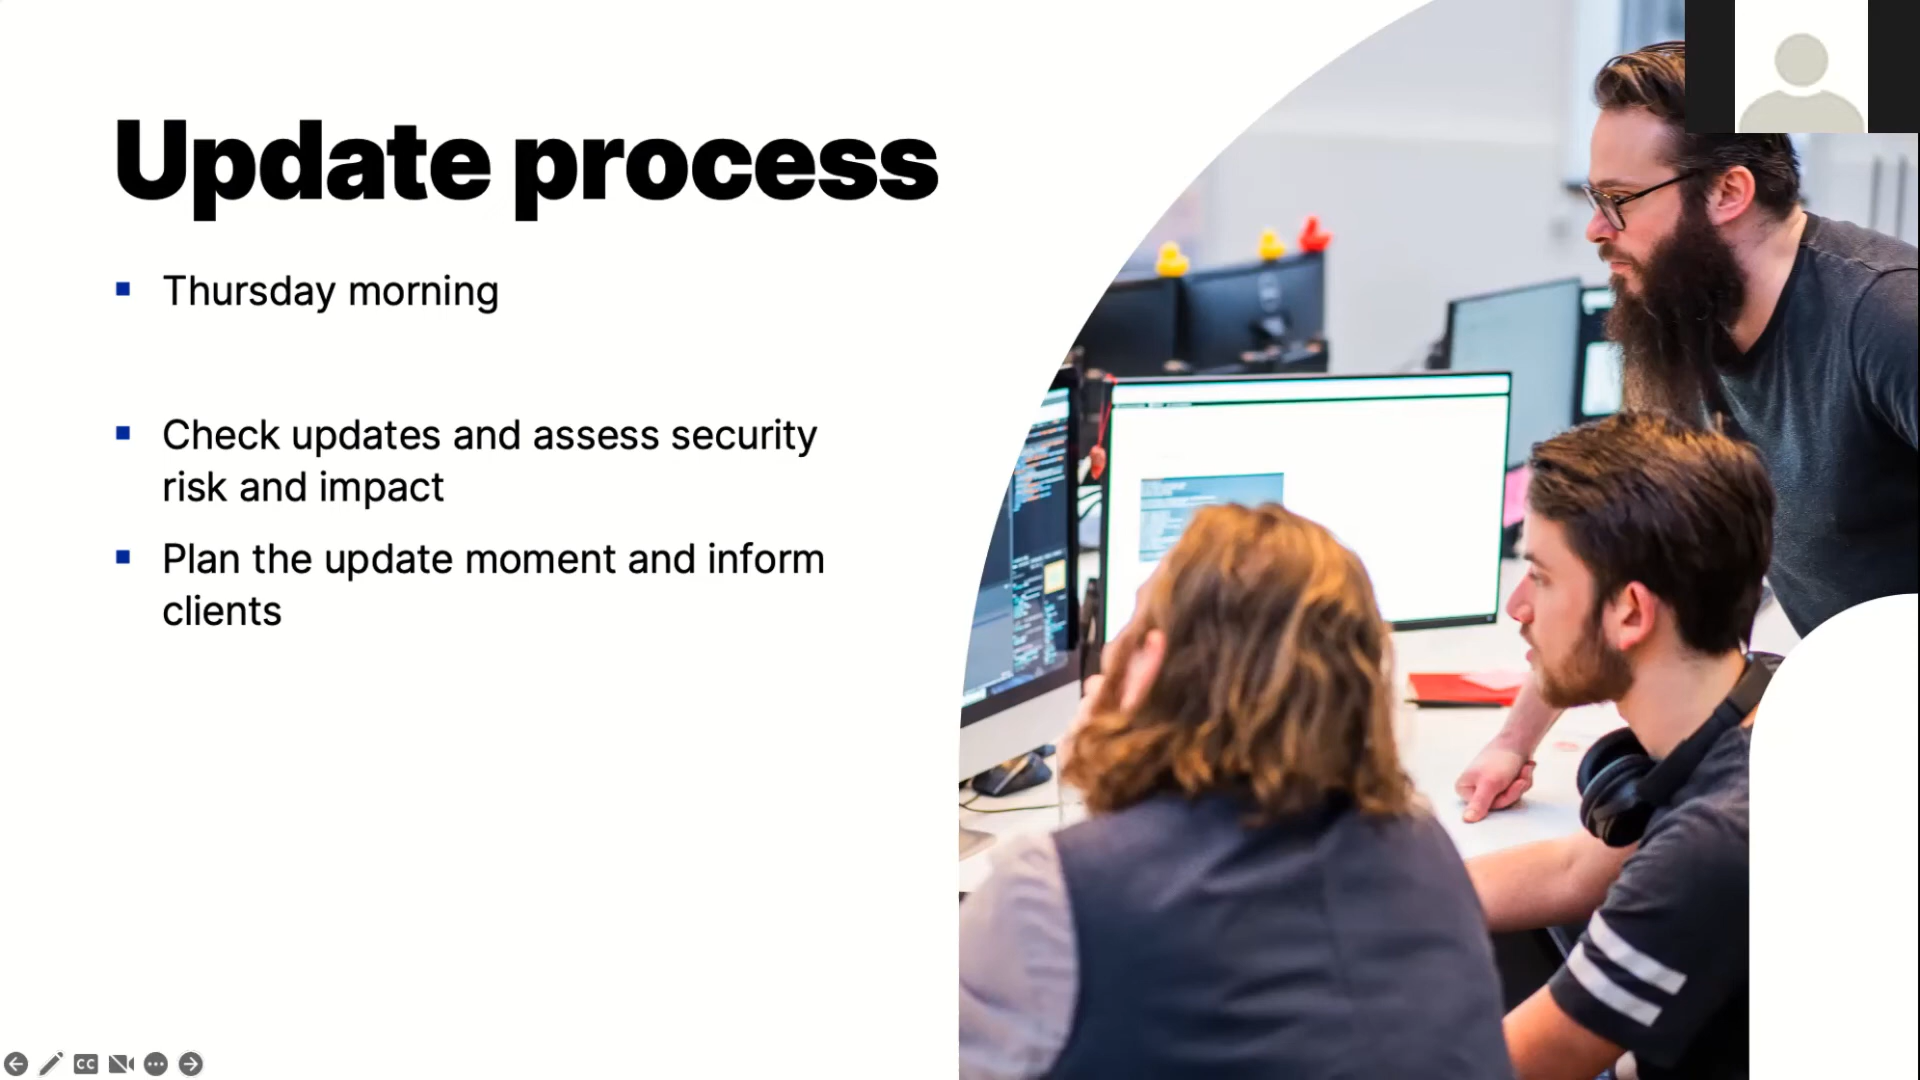 Update process
Thursday morning
Check updates and assess security
risk and impact
Plan the update moment and inform
clients
CC